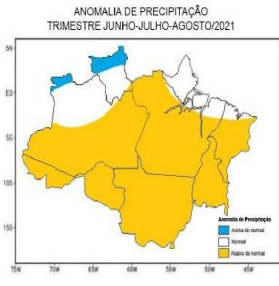 ANOMALIA DE PRECIPITAÇÃO
TRIMESTRE JUNHO-JULHO-AGOSTO/2021
5N
EQ
5S
10S
15S
75W 70W 65W 60W 55W 50W 45W
Anomalia de Precipitação
Acima do normal
Normal
Abaixo do normal